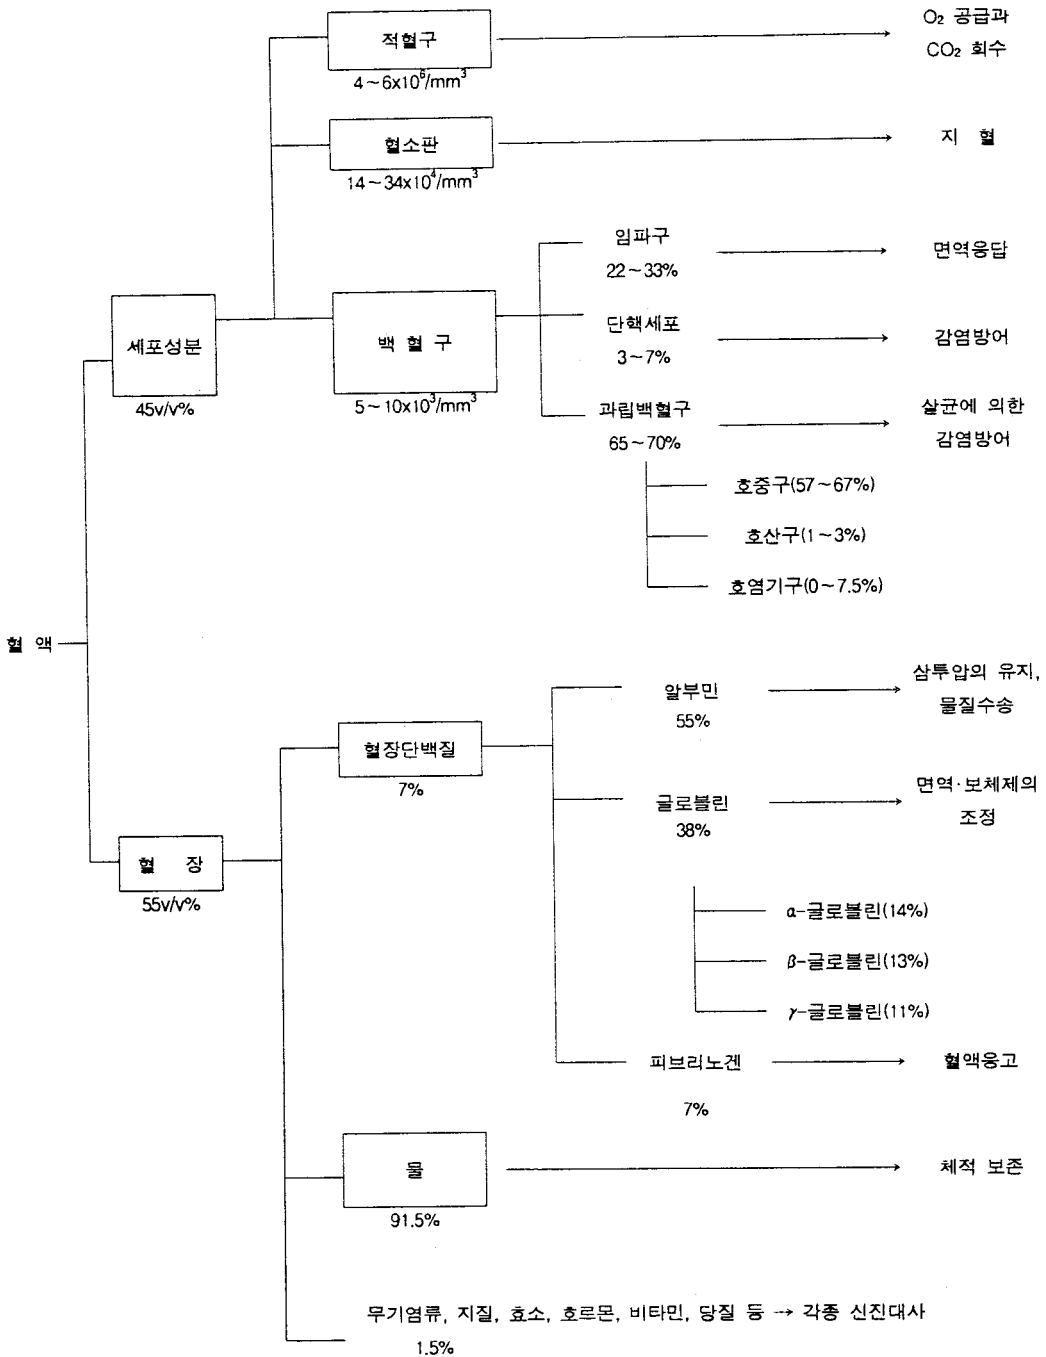 적혈구
4~6x10⁶/mm³
O₂ 공급과
CO₂ 회수
혈소판
14~34x10⁴/mm³
지 혈
세포성분
45v/v%
백 혈 구
5~10x10³/mm³
임파구
22~33%
면역응답
단핵세포
3~7%
감염방어
과립백혈구
65~70%
살균에 의한
감염방어
호중구(57~67%)
호산구(1~3%)
호염기구(0~7.5%)
혈 액
혈 장
55v/v%
혈장단백질
7%
알부민
55%
삼투압의 유지,
물질수송
글로불린
38%
면역·보체제의
조정
α-글로불린(14%)
β-글로불린(13%)
γ-글로불린(11%)
피브리노겐
7%
혈액응고
물
91.5%
체적 보존
무기염류, 지질, 효소, 호르몬, 비타민, 당질 등 → 각종 신진대사
1.5%